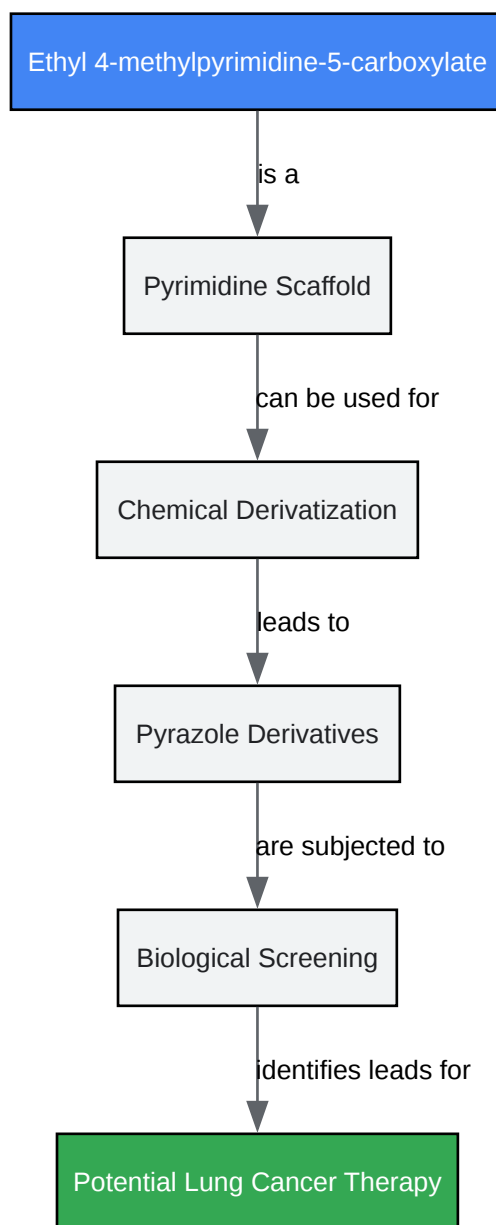 Ethyl 4-methylpyrimidine-5-carboxylate
is a
Pyrimidine Scaffold
can be used for
Chemical Derivatization
leads to
Pyrazole Derivatives
are subjected to
Biological Screening
identifies leads for
Potential Lung Cancer Therapy